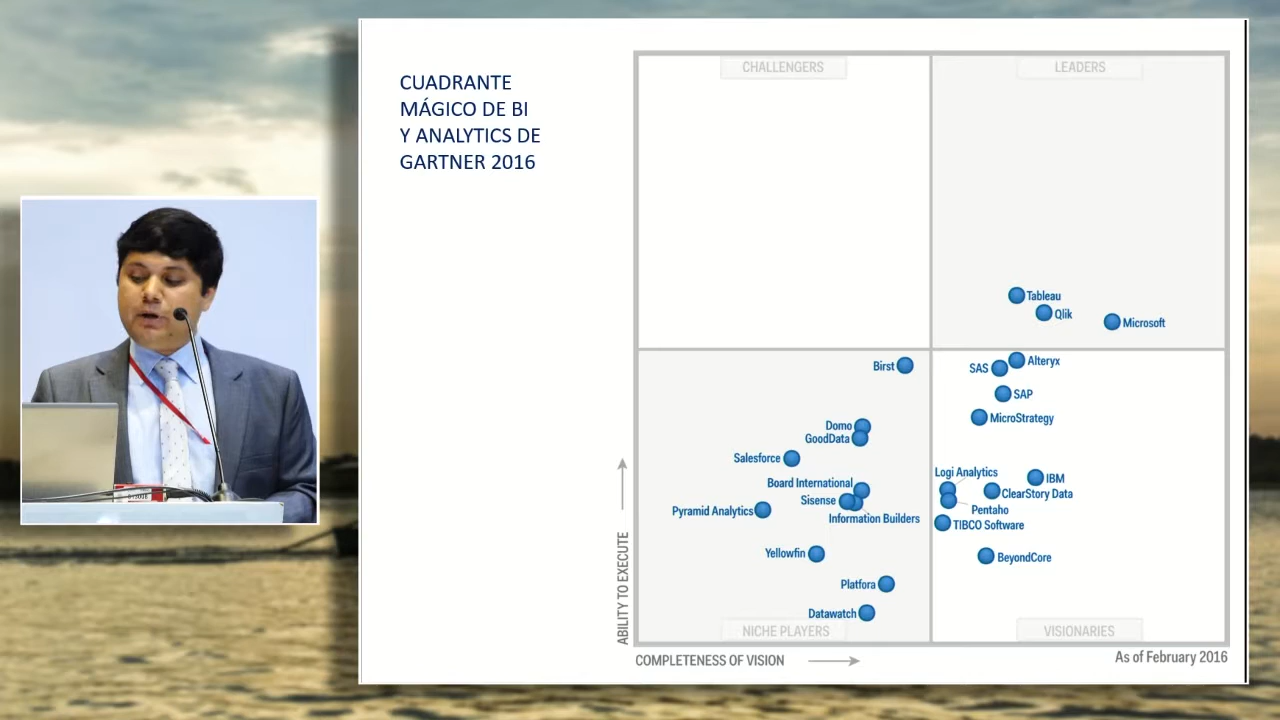 CUADRANTE
MÁGICO DE BI
Y ANALYTICS DE
GARTNER 2016
CHALLENGERS
LEADERS
Tableau
Qlik
Microsoft
Birst
SAS
Alteryx
SAP
MicroStrategy
Domo
GoodData
Salesforce
Board International
Sisense
Information Builders
Pyramid Analytics
Logi Analytics
IBM
ClearStory Data
Pentaho
TIBCO Software
Yellowfin
BeyondCore
Platfora
Datawatch
NICHE PLAYERS
VISIONARIES
ABILITY TO EXECUTE
COMPLETENESS OF VISION
As of February 2016